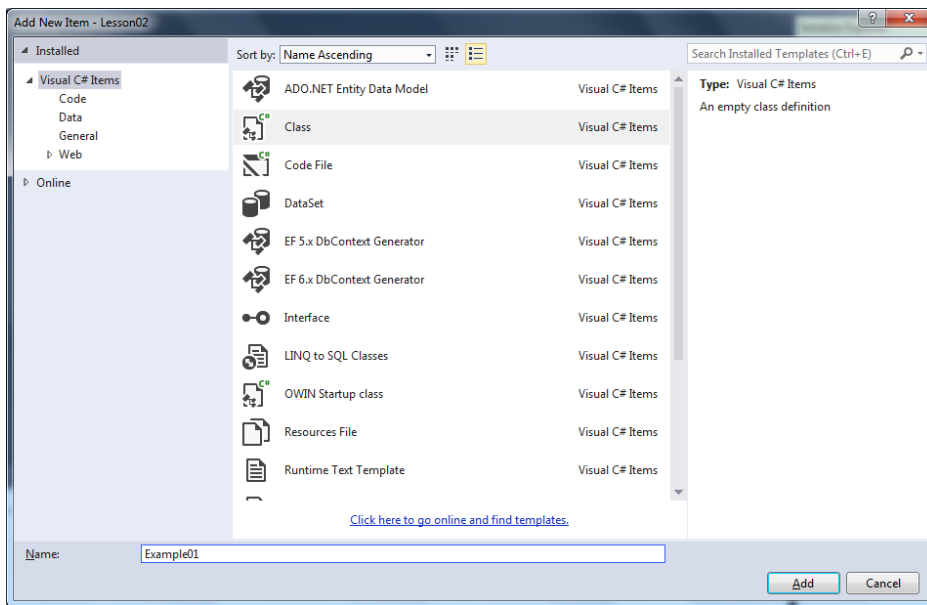 Add New Item - Lesson02
Installed
Sort by: Name Ascending
Search Installed Templates (Ctrl+E)
Visual C# Items
Code
Data
General
Web
Online
ADO.NET Entity Data Model Visual C# Items
C# Class Visual C# Items
C# Code File Visual C# Items
DataSet Visual C# Items
EF 5.x DbContext Generator Visual C# Items
EF 6.x DbContext Generator Visual C# Items
Interface Visual C# Items
LINQ to SQL Classes Visual C# Items
C# OWIN Startup class Visual C# Items
Resources File Visual C# Items
Runtime Text Template Visual C# Items
Click here to go online and find templates.
Type: Visual C# Items
An empty class definition
Name: Example01
Add Cancel